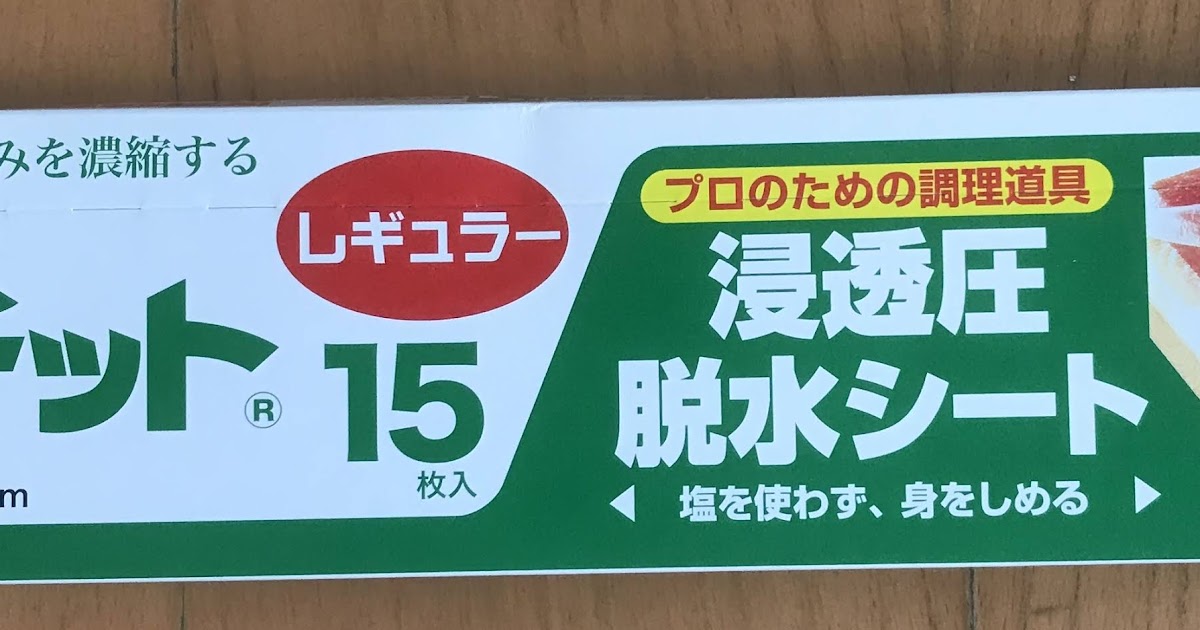 みを濃縮する
レギュラー
チット®
15
枚入
m
プロのための調理道具
浸透圧
脱水シート
塩を使わず、身をしめる